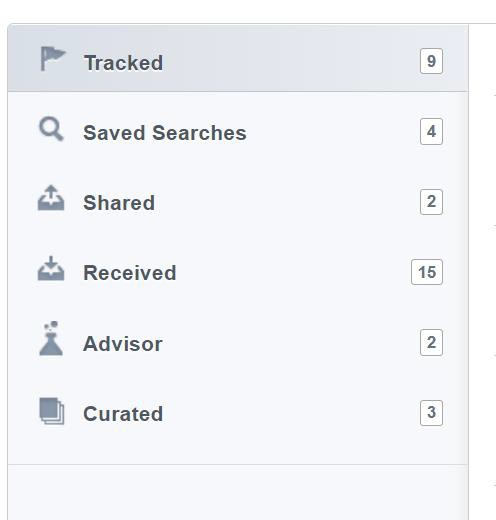 Tracked 9
Saved Searches 4
Shared 2
Received 15
Advisor 2
Curated 3